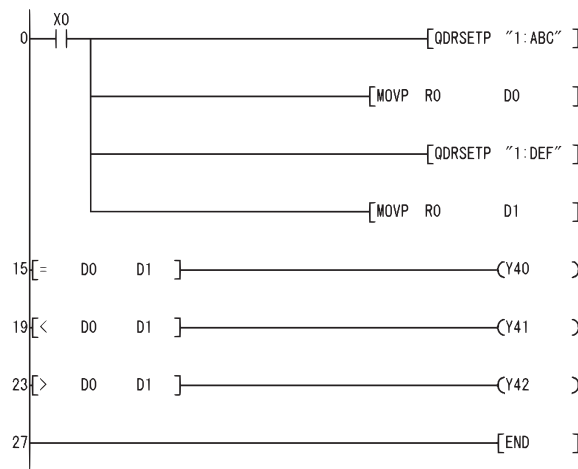 X0
0 [QDRSETP "1:ABC" ]
[MOVP R0 D0 ]
[QDRSETP "1:DEF" ]
[MOVP R0 D1 ]
15 [= D0 D1 ] (Y40 )
19 [< D0 D1 ] (Y41 )
23 [> D0 D1 ] (Y42 )
27 [END ]